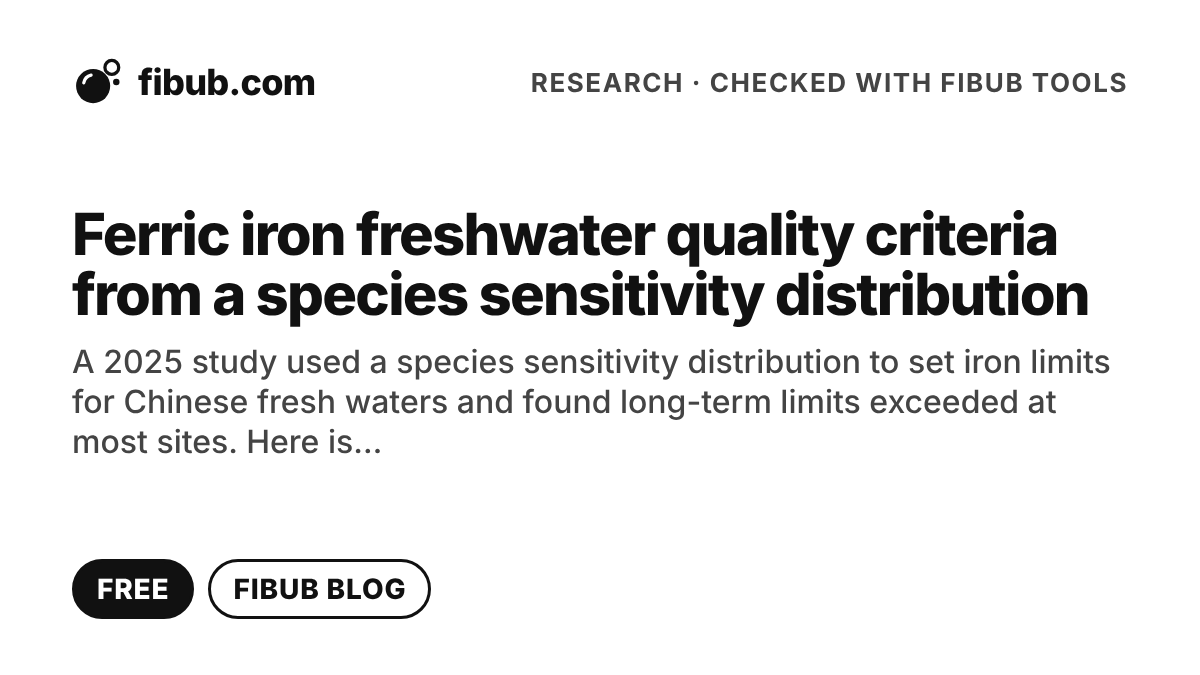 fibub.com
RESEARCH · CHECKED WITH FIBUB TOOLS
Ferric iron freshwater quality criteria
from a species sensitivity distribution
A 2025 study used a species sensitivity distribution to set iron limits
for Chinese fresh waters and found long-term limits exceeded at
most sites. Here is...
FREE
FIBUB BLOG